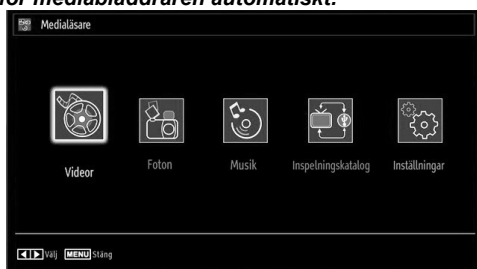 för mediabläddraren automatiskt.
Medialäsare
Videor
Foton
Musik
Inspelningskatalog
Inställningar
Välj MENU Stäng